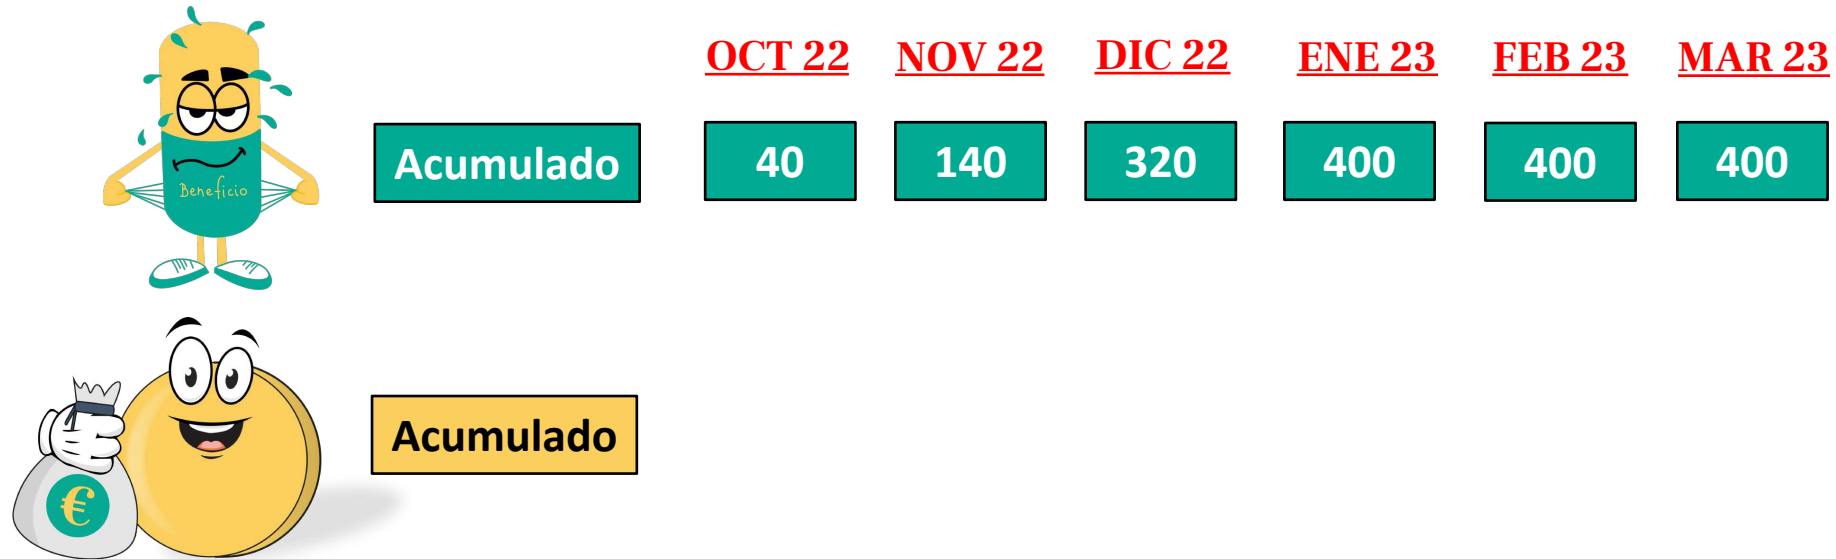 OCT 22 NOV 22 DIC 22 ENE 23 FEB 23 MAR 23
Acumulado 40 140 320 400 400 400
Beneficio
Acumulado
€